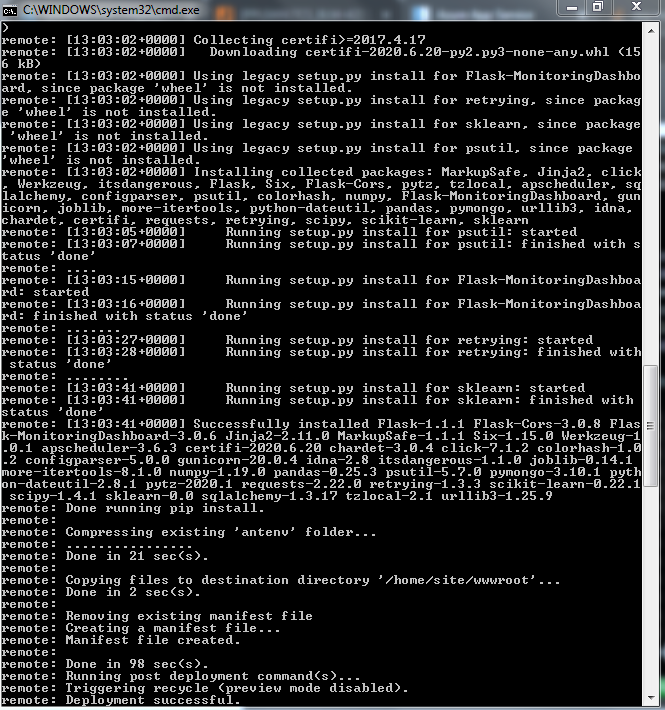 C:\WINDOWS\system32\cmd.exe
)
remote: [13:03:02+0000] Collecting certifi>=2017.4.17
remote: [13:03:02+0000]   Downloading certifi-2020.6.20-py2.py3-none-any.whl (15
6 kB)
remote: [13:03:02+0000] Using legacy setup.py install for Flask-MonitoringDashbo
ard, since package 'wheel' is not installed.
remote: [13:03:02+0000] Using legacy setup.py install for retrying, since packag
e 'wheel' is not installed.
remote: [13:03:02+0000] Using legacy setup.py install for sklearn, since package
 'wheel' is not installed.
remote: [13:03:02+0000] Using legacy setup.py install for psutil, since package
'wheel' is not installed.
remote: [13:03:02+0000] Installing collected packages: MarkupSafe, Jinja2, click
, Werkzeug, itsdangerous, Flask, Six, Flask-Cors, pytz, tzlocal, apscheduler, sq
lalchemy, configparser, psutil, colorhash, numpy, Flask-MonitoringDashboard, gun
icorn, joblib, more-itertools, python-dateutil, pandas, pymongo, urllib3, idna,
chardet, certifi, requests, retrying, scipy, scikit-learn, sklearn
remote: [13:03:05+0000]     Running setup.py install for psutil: started
remote: [13:03:07+0000]     Running setup.py install for psutil: finished with s
tatus 'done'
remote: ....
remote: [13:03:15+0000]     Running setup.py install for Flask-MonitoringDashboa
rd: started
remote: [13:03:16+0000]     Running setup.py install for Flask-MonitoringDashboa
rd: finished with status 'done'
remote: .......
remote: [13:03:27+0000]     Running setup.py install for retrying: started
remote: [13:03:28+0000]     Running setup.py install for retrying: finished with
 status 'done'
remote: ........
remote: [13:03:41+0000]     Running setup.py install for sklearn: started
remote: [13:03:41+0000]     Running setup.py install for sklearn: finished with
status 'done'
remote: [13:03:41+0000] Successfully installed Flask-1.1.1 Flask-Cors-3.0.8 Flas
k-MonitoringDashboard-3.0.6 Jinja2-2.11.0 MarkupSafe-1.1.1 Six-1.15.0 Werkzeug-1
.0.1 apscheduler-3.6.3 certifi-2020.6.20 chardet-3.0.4 click-7.1.2 colorhash-1.0
.2 configparser-5.0.0 gunicorn-20.0.4 idna-2.8 itsdangerous-1.1.0 joblib-0.14.1
more-itertools-8.1.0 numpy-1.19.0 pandas-0.25.3 psutil-5.7.0 pymongo-3.10.1 pyth
on-dateutil-2.8.1 pytz-2020.1 requests-2.22.0 retrying-1.3.3 scikit-learn-0.22.1
 scipy-1.4.1 sklearn-0.0 sqlalchemy-1.3.17 tzlocal-2.1 urllib3-1.25.9
remote: Done running pip install.
remote:
remote: Compressing existing 'antenv' folder...
remote: ................
remote: Done in 21 sec(s).
remote:
remote: Copying files to destination directory '/home/site/wwwroot'...
remote: Done in 2 sec(s).
remote:
remote: Removing existing manifest file
remote: Creating a manifest file...
remote: Manifest file created.
remote:
remote: Done in 98 sec(s).
remote: Running post deployment command(s)...
remote: Triggering recycle (preview mode disabled).
remote: Deployment successful.